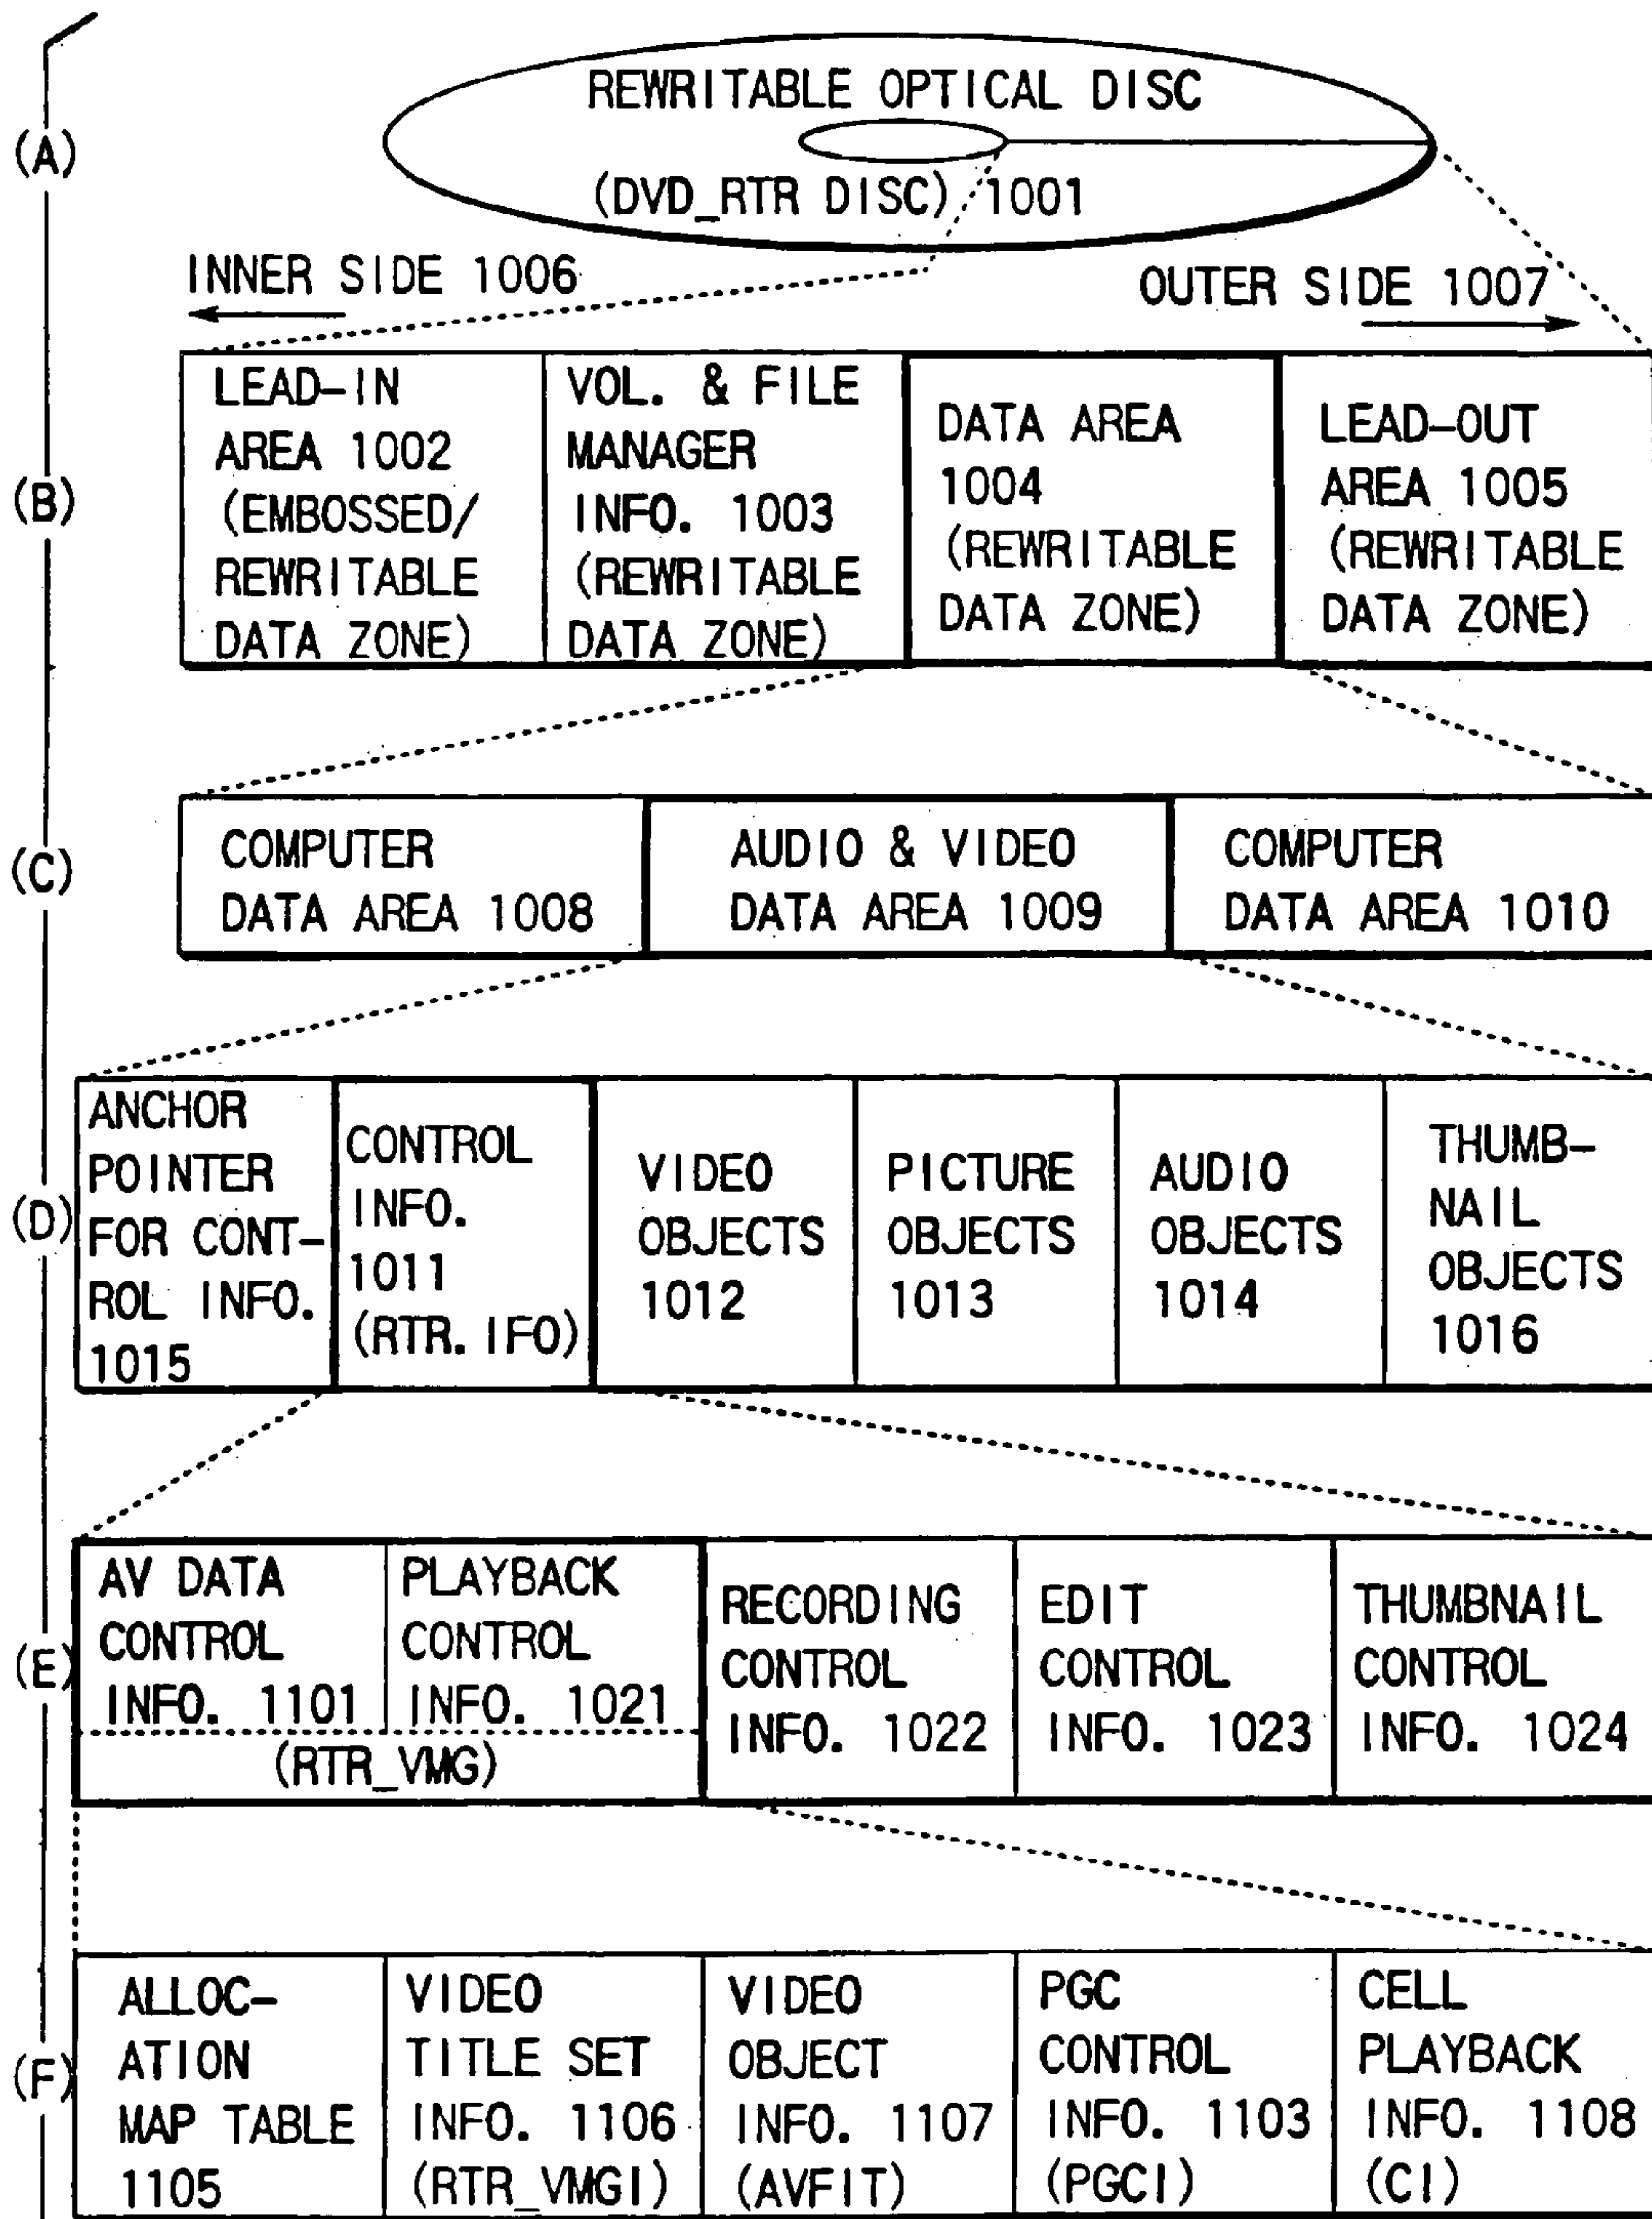 (A)
REWRITABLE OPTICAL DISC
(DVD_RTR DISC) 1001
INNER SIDE 1006
OUTER SIDE 1007
(B)
LEAD-IN
AREA 1002
(EMBOSSED/
REWRITABLE
DATA ZONE)
VOL. & FILE
MANAGER
INFO. 1003
(REWRITABLE
DATA ZONE)
DATA AREA
1004
(REWRITABLE
DATA ZONE)
LEAD-OUT
AREA 1005
(REWRITABLE
DATA ZONE)
(C)
COMPUTER
DATA AREA 1008
AUDIO & VIDEO
DATA AREA 1009
COMPUTER
DATA AREA 1010
(D)
ANCHOR
POINTER
FOR CONT-
ROL INFO.
1015
CONTROL
INFO.
1011
(RTR. IFO)
VIDEO
OBJECTS
1012
PICTURE
OBJECTS
1013
AUDIO
OBJECTS
1014
THUMB-
NAIL
OBJECTS
1016
(E)
AV DATA
CONTROL
INFO. 1101
PLAYBACK
CONTROL
INFO. 1021
(RTR_VMG)
RECORDING
CONTROL
INFO. 1022
EDIT
CONTROL
INFO. 1023
THUMBNAIL
CONTROL
INFO. 1024
(F)
ALLOC-
ATION
MAP TABLE
1105
VIDEO
TITLE SET
INFO. 1106
(RTR_VMGI)
VIDEO
OBJECT
INFO. 1107
(AVFIT)
PGC
CONTROL
INFO. 1103
(PGCI)
CELL
PLAYBACK
INFO. 1108
(CI)